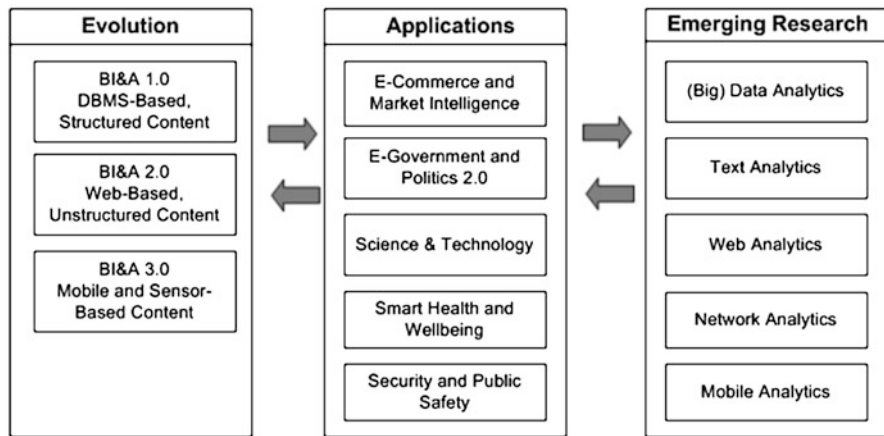 Evolution
BI&A 1.0
DBMS-Based,
Structured Content
BI&A 2.0
Web-Based,
Unstructured Content
BI&A 3.0
Mobile and Sensor-
Based Content
Applications
E-Commerce and
Market Intelligence
E-Government and
Politics 2.0
Science & Technology
Smart Health and
Wellbeing
Security and Public
Safety
Emerging Research
(Big) Data Analytics
Text Analytics
Web Analytics
Network Analytics
Mobile Analytics